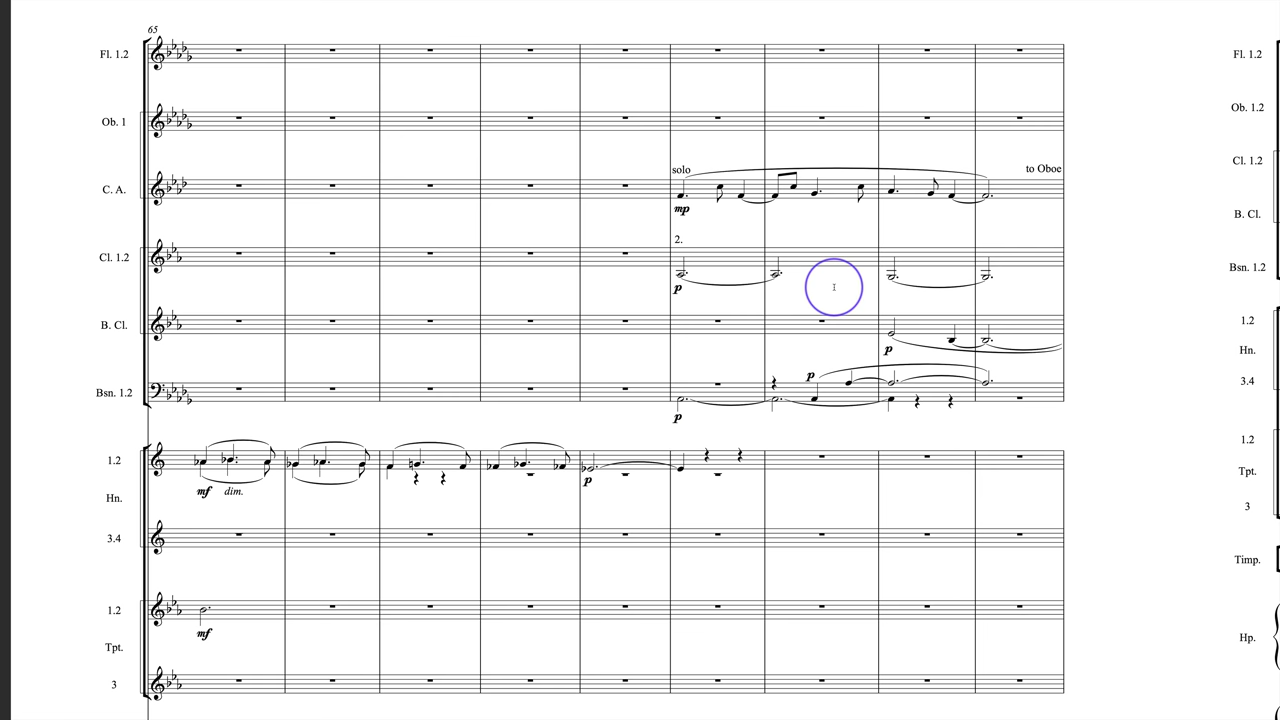 65
Fl. 1.2
Ob. 1
solo
to Oboe
C. A.
mp
2.
Cl. 1.2
p
B. Cl.
p
p
Bsn. 1.2
p
1.2
mf dim.
p
Hn.
3.4
1.2
mf
Tpt.
3
Fl. 1.2
Ob. 1.2
Cl. 1.2
B. Cl.
Bsn. 1.2
1.2
Hn.
3.4
1.2
Tpt.
3
Timp.
Hp.